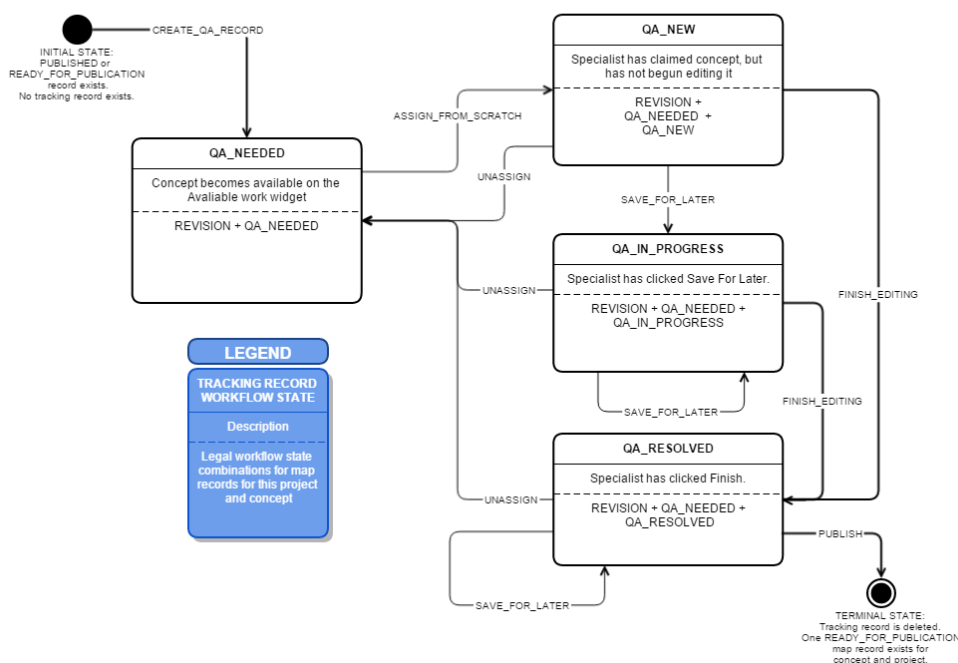 CREATE_QA_RECORD
INITIAL STATE:
PUBLISHED or
READY_FOR_PUBLICATION
record exists.
No tracking record exists.
QA_NEEDED
Concept becomes available on the
Avaliable work widget
REVISION + QA_NEEDED
ASSIGN_FROM_SCRATCH
UNASSIGN
QA_NEW
Specialist has claimed concept, but
has not begun editing it
REVISION +
QA_NEEDED +
QA_NEW
SAVE_FOR_LATER
QA_IN_PROGRESS
Specialist has clicked Save For Later.
REVISION + QA_NEEDED +
QA_IN_PROGRESS
UNASSIGN
FINISH_EDITING
SAVE_FOR_LATER
FINISH_EDITING
QA_RESOLVED
Specialist has clicked Finish.
REVISION + QA_NEEDED +
QA_RESOLVED
UNASSIGN
SAVE_FOR_LATER
PUBLISH
TERMINAL STATE:
Tracking record is deleted.
One READY_FOR_PUBLICATION
map record exists for
concept and project.
LEGEND
TRACKING RECORD
WORKFLOW STATE
Description
Legal workflow state
combinations for map
records for this project
and concept